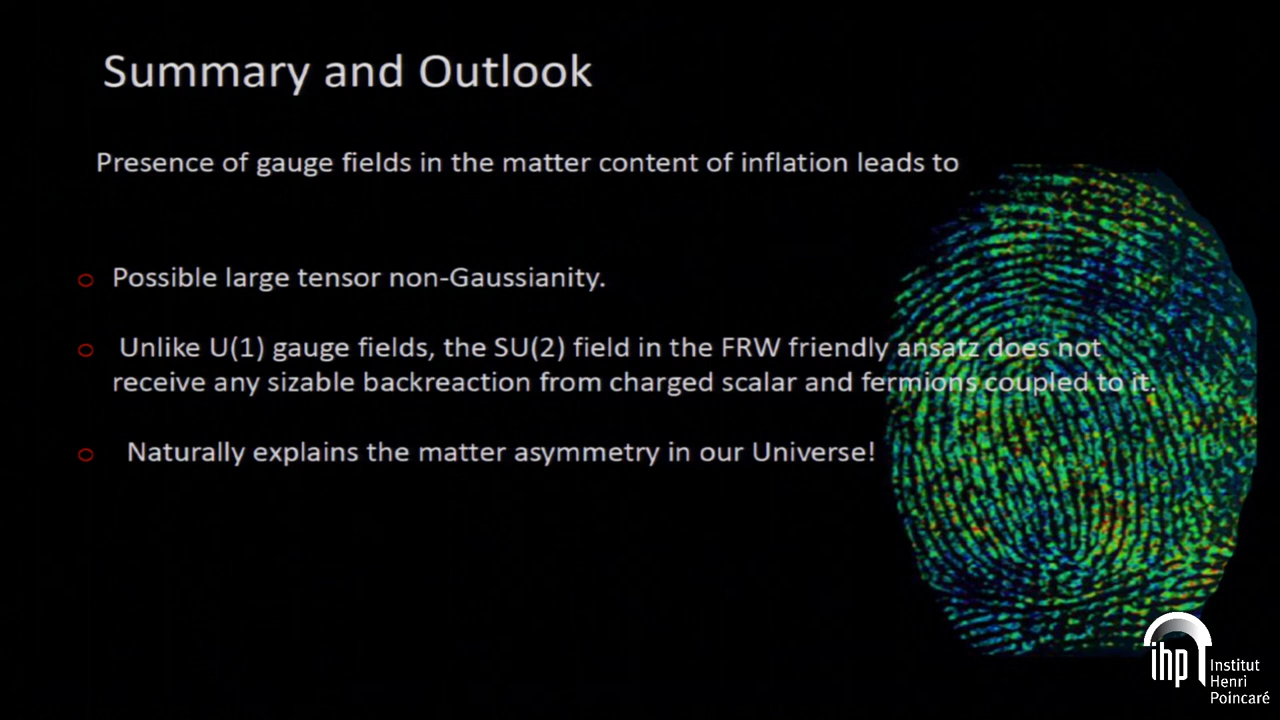 Summary and Outlook
Presence of gauge fields in the matter content of inflation leads to
Possible large tensor non-Gaussianity.
Unlike U(1) gauge fields, the SU(2) field in the FRW friendly ansatz does not
receive any sizable backreaction from charged scalar and fermions coupled to it.
Naturally explains the matter asymmetry in our Universe!
ihp
Institut
Henri
Poincaré